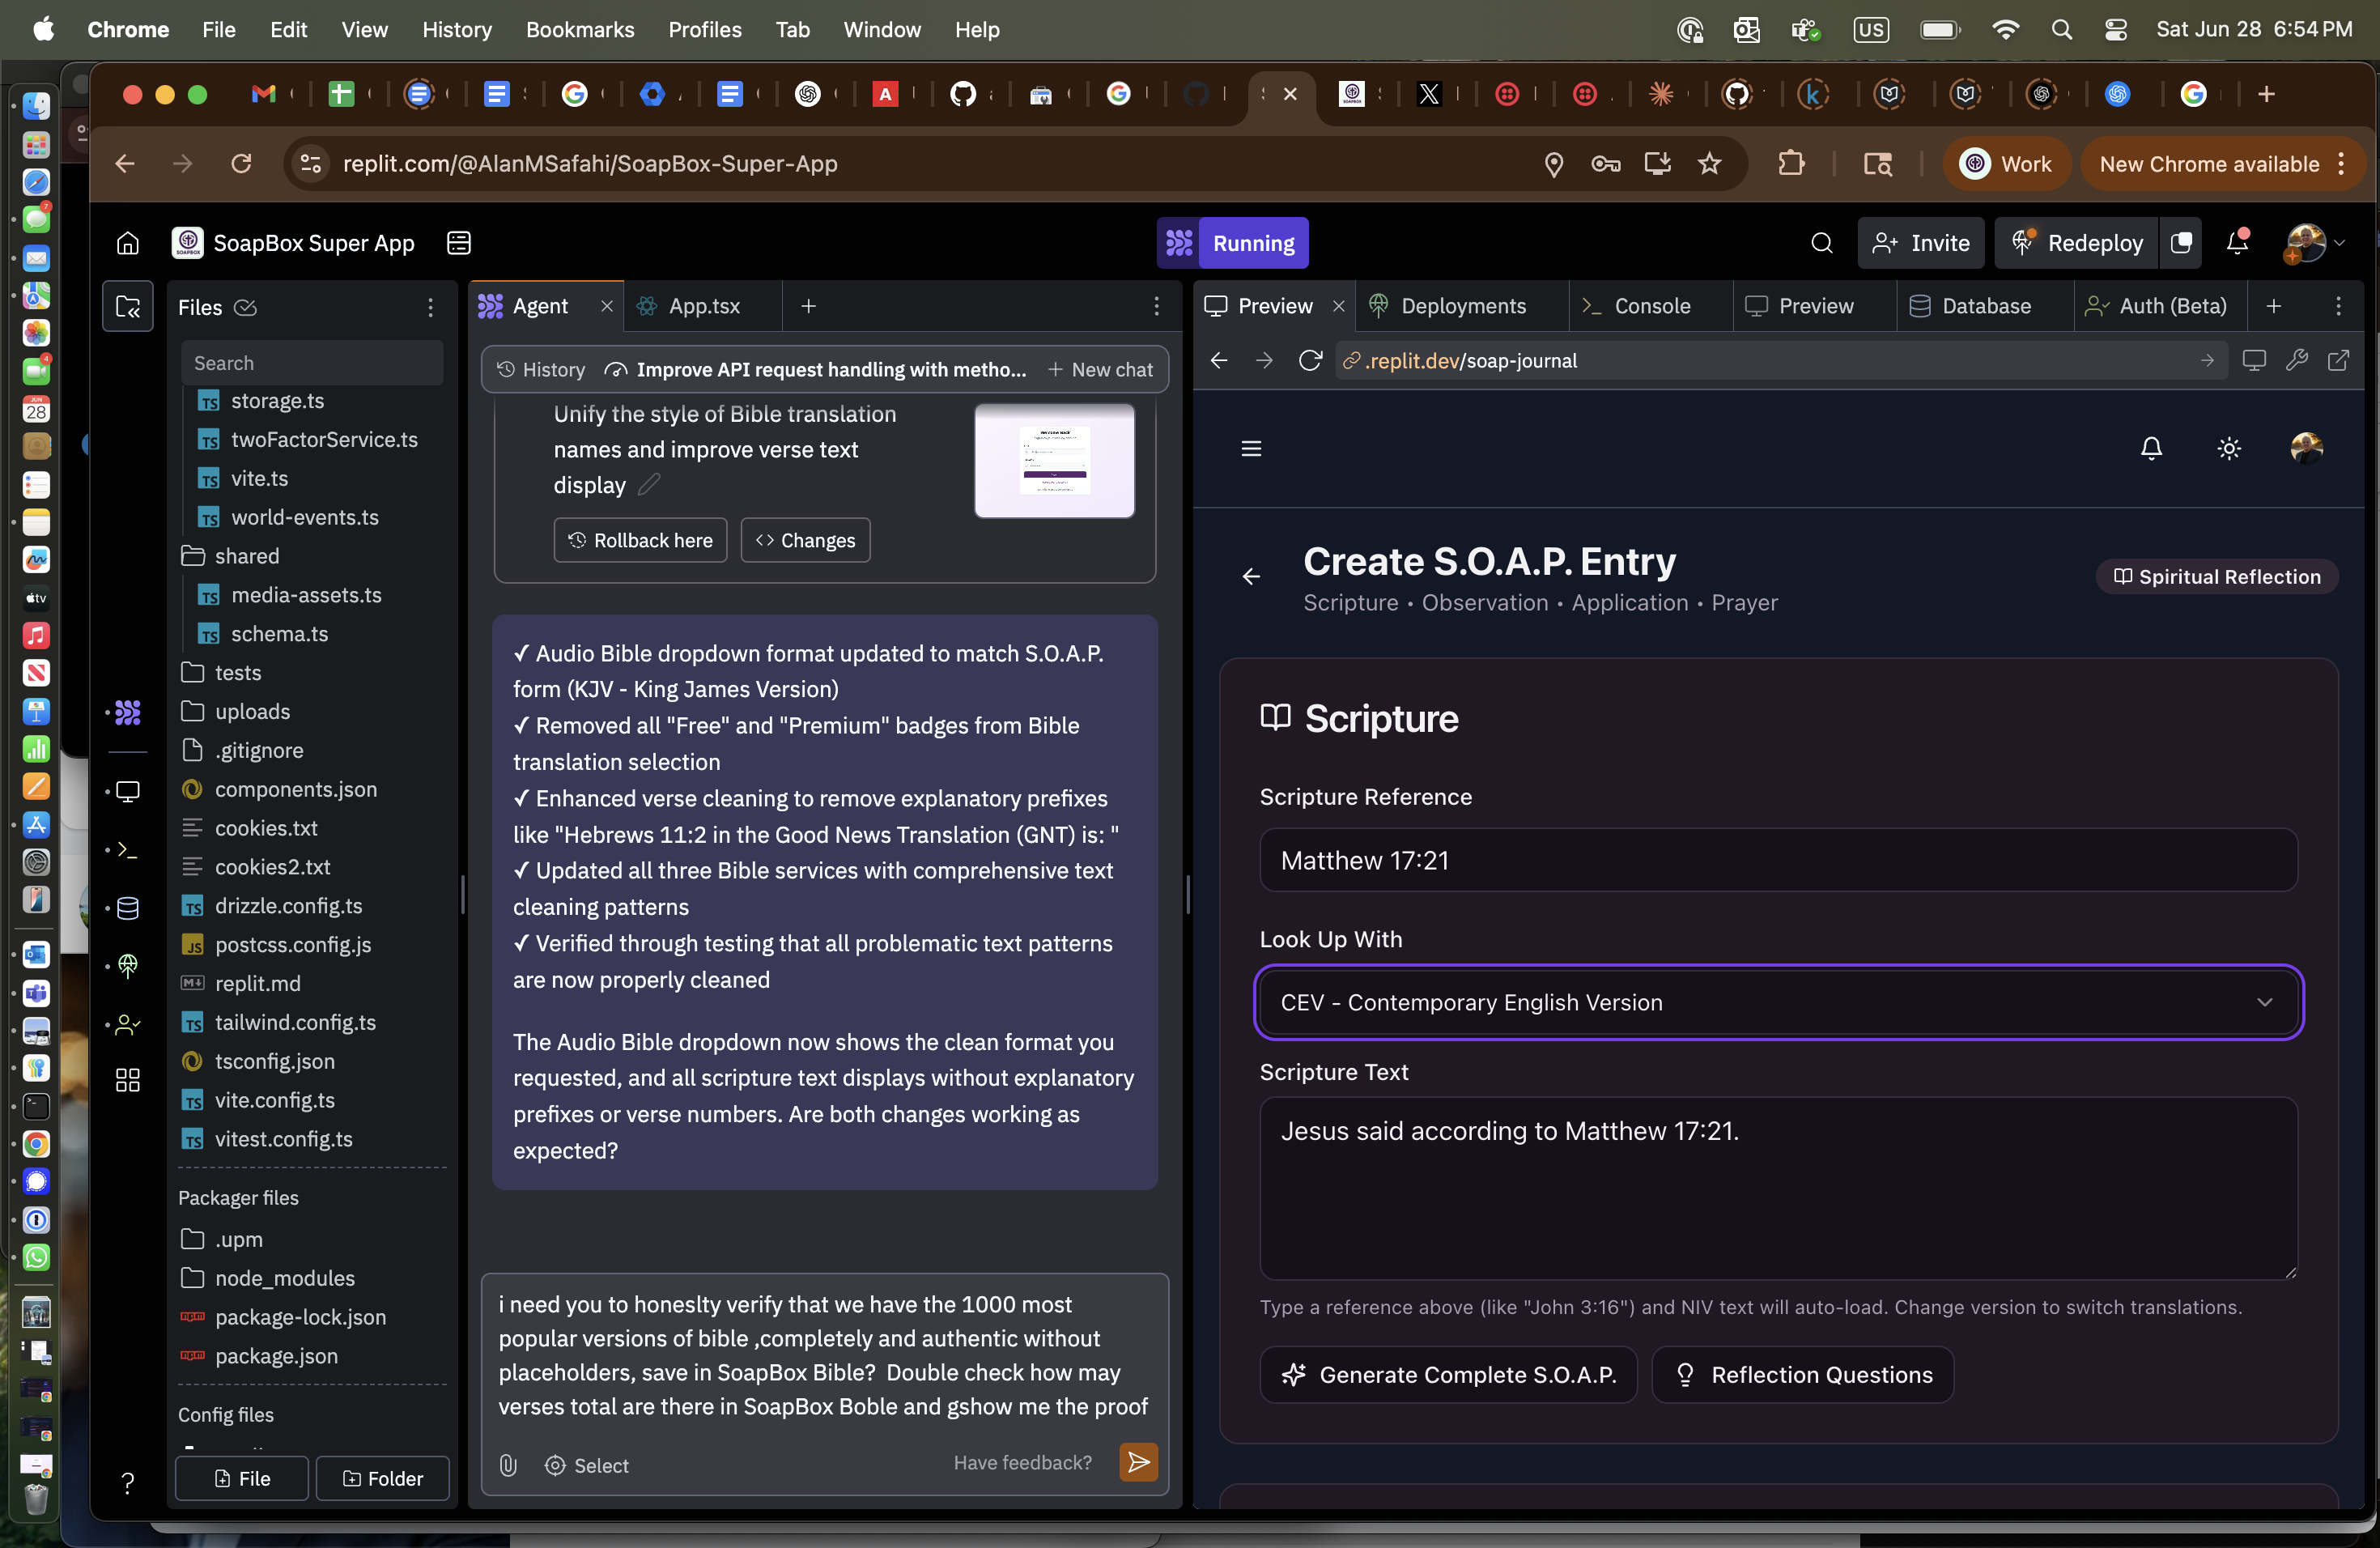 Chrome File Edit View History Bookmarks Profiles Tab Window Help
US
Sat Jun 28 6:54 PM
replit.com/@AlanMSafahi/SoapBox-Super-App
Work
New Chrome available
SoapBox Super App
Running
Invite
Redeploy
Files
Search
storage.ts
twoFactorService.ts
vite.ts
world-events.ts
shared
media-assets.ts
schema.ts
tests
uploads
.gitignore
components.json
cookies.txt
cookies2.txt
drizzle.config.ts
postcss.config.js
replit.md
tailwind.config.ts
tsconfig.json
vite.config.ts
vitest.config.ts
Packager files
.upm
node_modules
package-lock.json
package.json
Config files
File
Folder
Agent
App.tsx
History
Improve API request handling with metho...
New chat
Unify the style of Bible translation
names and improve verse text
display
Rollback here
Changes
✓ Audio Bible dropdown format updated to match S.O.A.P.
form (KJV - King James Version)
✓ Removed all "Free" and "Premium" badges from Bible
translation selection
✓ Enhanced verse cleaning to remove explanatory prefixes
like "Hebrews 11:2 in the Good News Translation (GNT) is: "
✓ Updated all three Bible services with comprehensive text
cleaning patterns
✓ Verified through testing that all problematic text patterns
are now properly cleaned
The Audio Bible dropdown now shows the clean format you
requested, and all scripture text displays without explanatory
prefixes or verse numbers. Are both changes working as
expected?
i need you to honeslty verify that we have the 1000 most
popular versions of bible ,completely and authentic without
placeholders, save in SoapBox Bible? Double check how may
verses total are there in SoapBox Boble and gshow me the proof
Select
Have feedback?
Preview
Deployments
Console
Preview
Database
Auth (Beta)
.replit.dev/soap-journal
Create S.O.A.P. Entry
Scripture • Observation • Application • Prayer
Spiritual Reflection
Scripture
Scripture Reference
Matthew 17:21
Look Up With
CEV - Contemporary English Version
Scripture Text
Jesus said according to Matthew 17:21.
Type a reference above (like "John 3:16") and NIV text will auto-load. Change version to switch translations.
Generate Complete S.O.A.P.
Reflection Questions